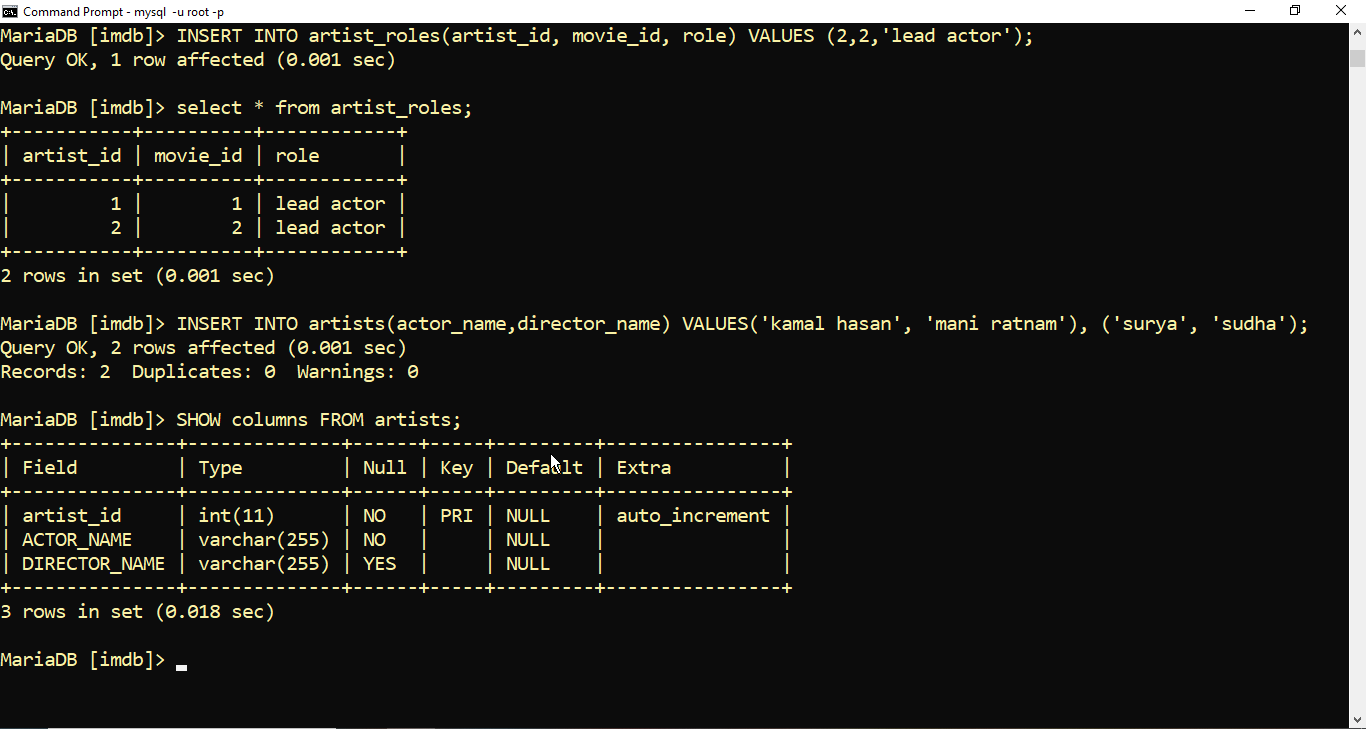 Command Prompt - mysql -u root -p
MariaDB [imdb]> INSERT INTO artist_roles(artist_id, movie_id, role) VALUES (2,2,'lead actor');
Query OK, 1 row affected (0.001 sec)
MariaDB [imdb]> select * from artist_roles;
+-----------+----------+------------+
| artist_id | movie_id | role       |
+-----------+----------+------------+
|         1 |        1 | lead actor |
|         2 |        2 | lead actor |
+-----------+----------+------------+
2 rows in set (0.001 sec)
MariaDB [imdb]> INSERT INTO artists(actor_name,director_name) VALUES('kamal hasan', 'mani ratnam'), ('surya', 'sudha');
Query OK, 2 rows affected (0.001 sec)
Records: 2  Duplicates: 0  Warnings: 0
MariaDB [imdb]> SHOW columns FROM artists;
+---------------+--------------+------+-----+---------+----------------+
| Field         | Type         | Null | Key | Default | Extra          |
+---------------+--------------+------+-----+---------+----------------+
| artist_id     | int(11)      | NO   | PRI | NULL    | auto_increment |
| ACTOR_NAME    | varchar(255) | NO   |     | NULL    |                |
| DIRECTOR_NAME | varchar(255) | YES  |     | NULL    |                |
+---------------+--------------+------+-----+---------+----------------+
3 rows in set (0.018 sec)
MariaDB [imdb]>